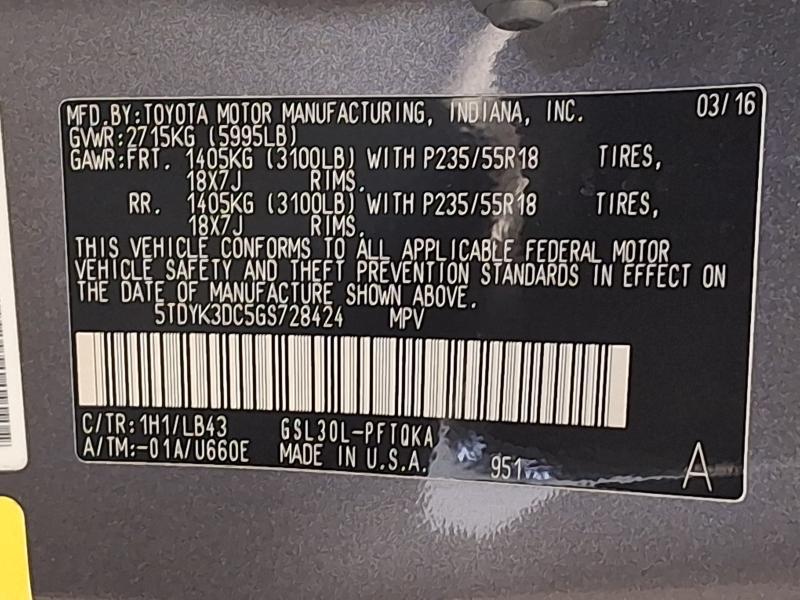 MFD.BY:TOYOTA MOTOR MANUFACTURING, INDIANA, INC. 03/16
GVWR:2715KG (5995LB)
GAWR:FRT. 1405KG (3100LB) WITH P235/55R18 TIRES,
18X7J RIMS.
RR. 1405KG (3100LB) WITH P235/55R18 TIRES,
18X7J RIMS.
THIS VEHICLE CONFORMS TO ALL APPLICABLE FEDERAL MOTOR
VEHICLE SAFETY AND THEFT PREVENTION STANDARDS IN EFFECT ON
THE DATE OF MANUFACTURE SHOWN ABOVE.
5TDYK3DC5GS728424 MPV
C/TR:1H1/LB43 GSL30L-PFTQKA
A/TM:-01A/U660E MADE IN U.S.A. 951 A